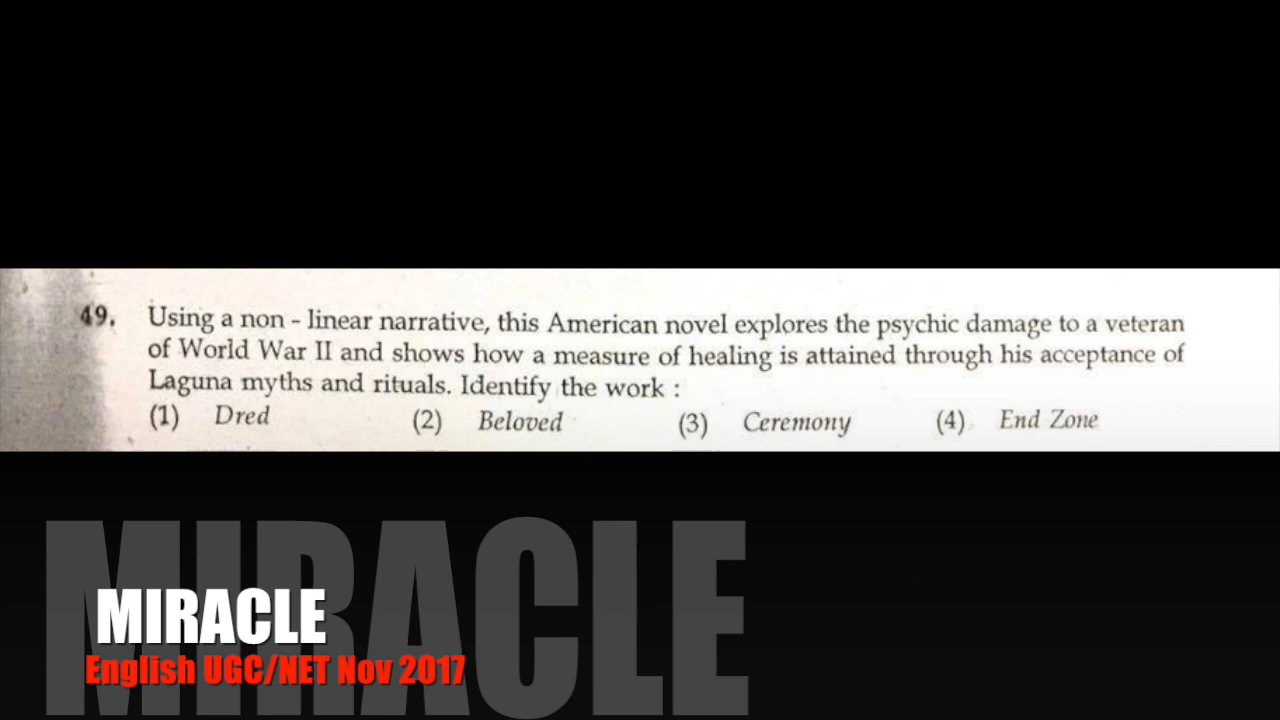 49. Using a non - linear narrative, this American novel explores the psychic damage to a veteran
of World War II and shows how a measure of healing is attained through his acceptance of
Laguna myths and rituals. Identify the work :
(1) Dred (2) Beloved (3) Ceremony (4) End Zone
MIRACLE
MIRACLE
English UGC/NET Nov 2017